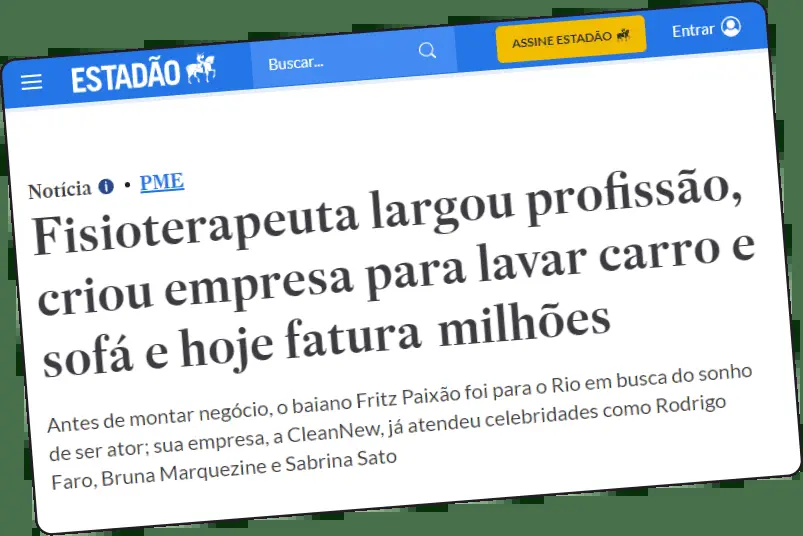 ESTADÃO
Buscar...
ASSINE ESTADÃO
Entrar
Notícia i • PME
Fisioterapeuta largou profissão,
criou empresa para lavar carro e
sofá e hoje fatura milhões
Antes de montar negócio, o baiano Fritz Paixão foi para o Rio em busca do sonho
de ser ator; sua empresa, a CleanNew, já atendeu celebridades como Rodrigo
Faro, Bruna Marquezine e Sabrina Sato